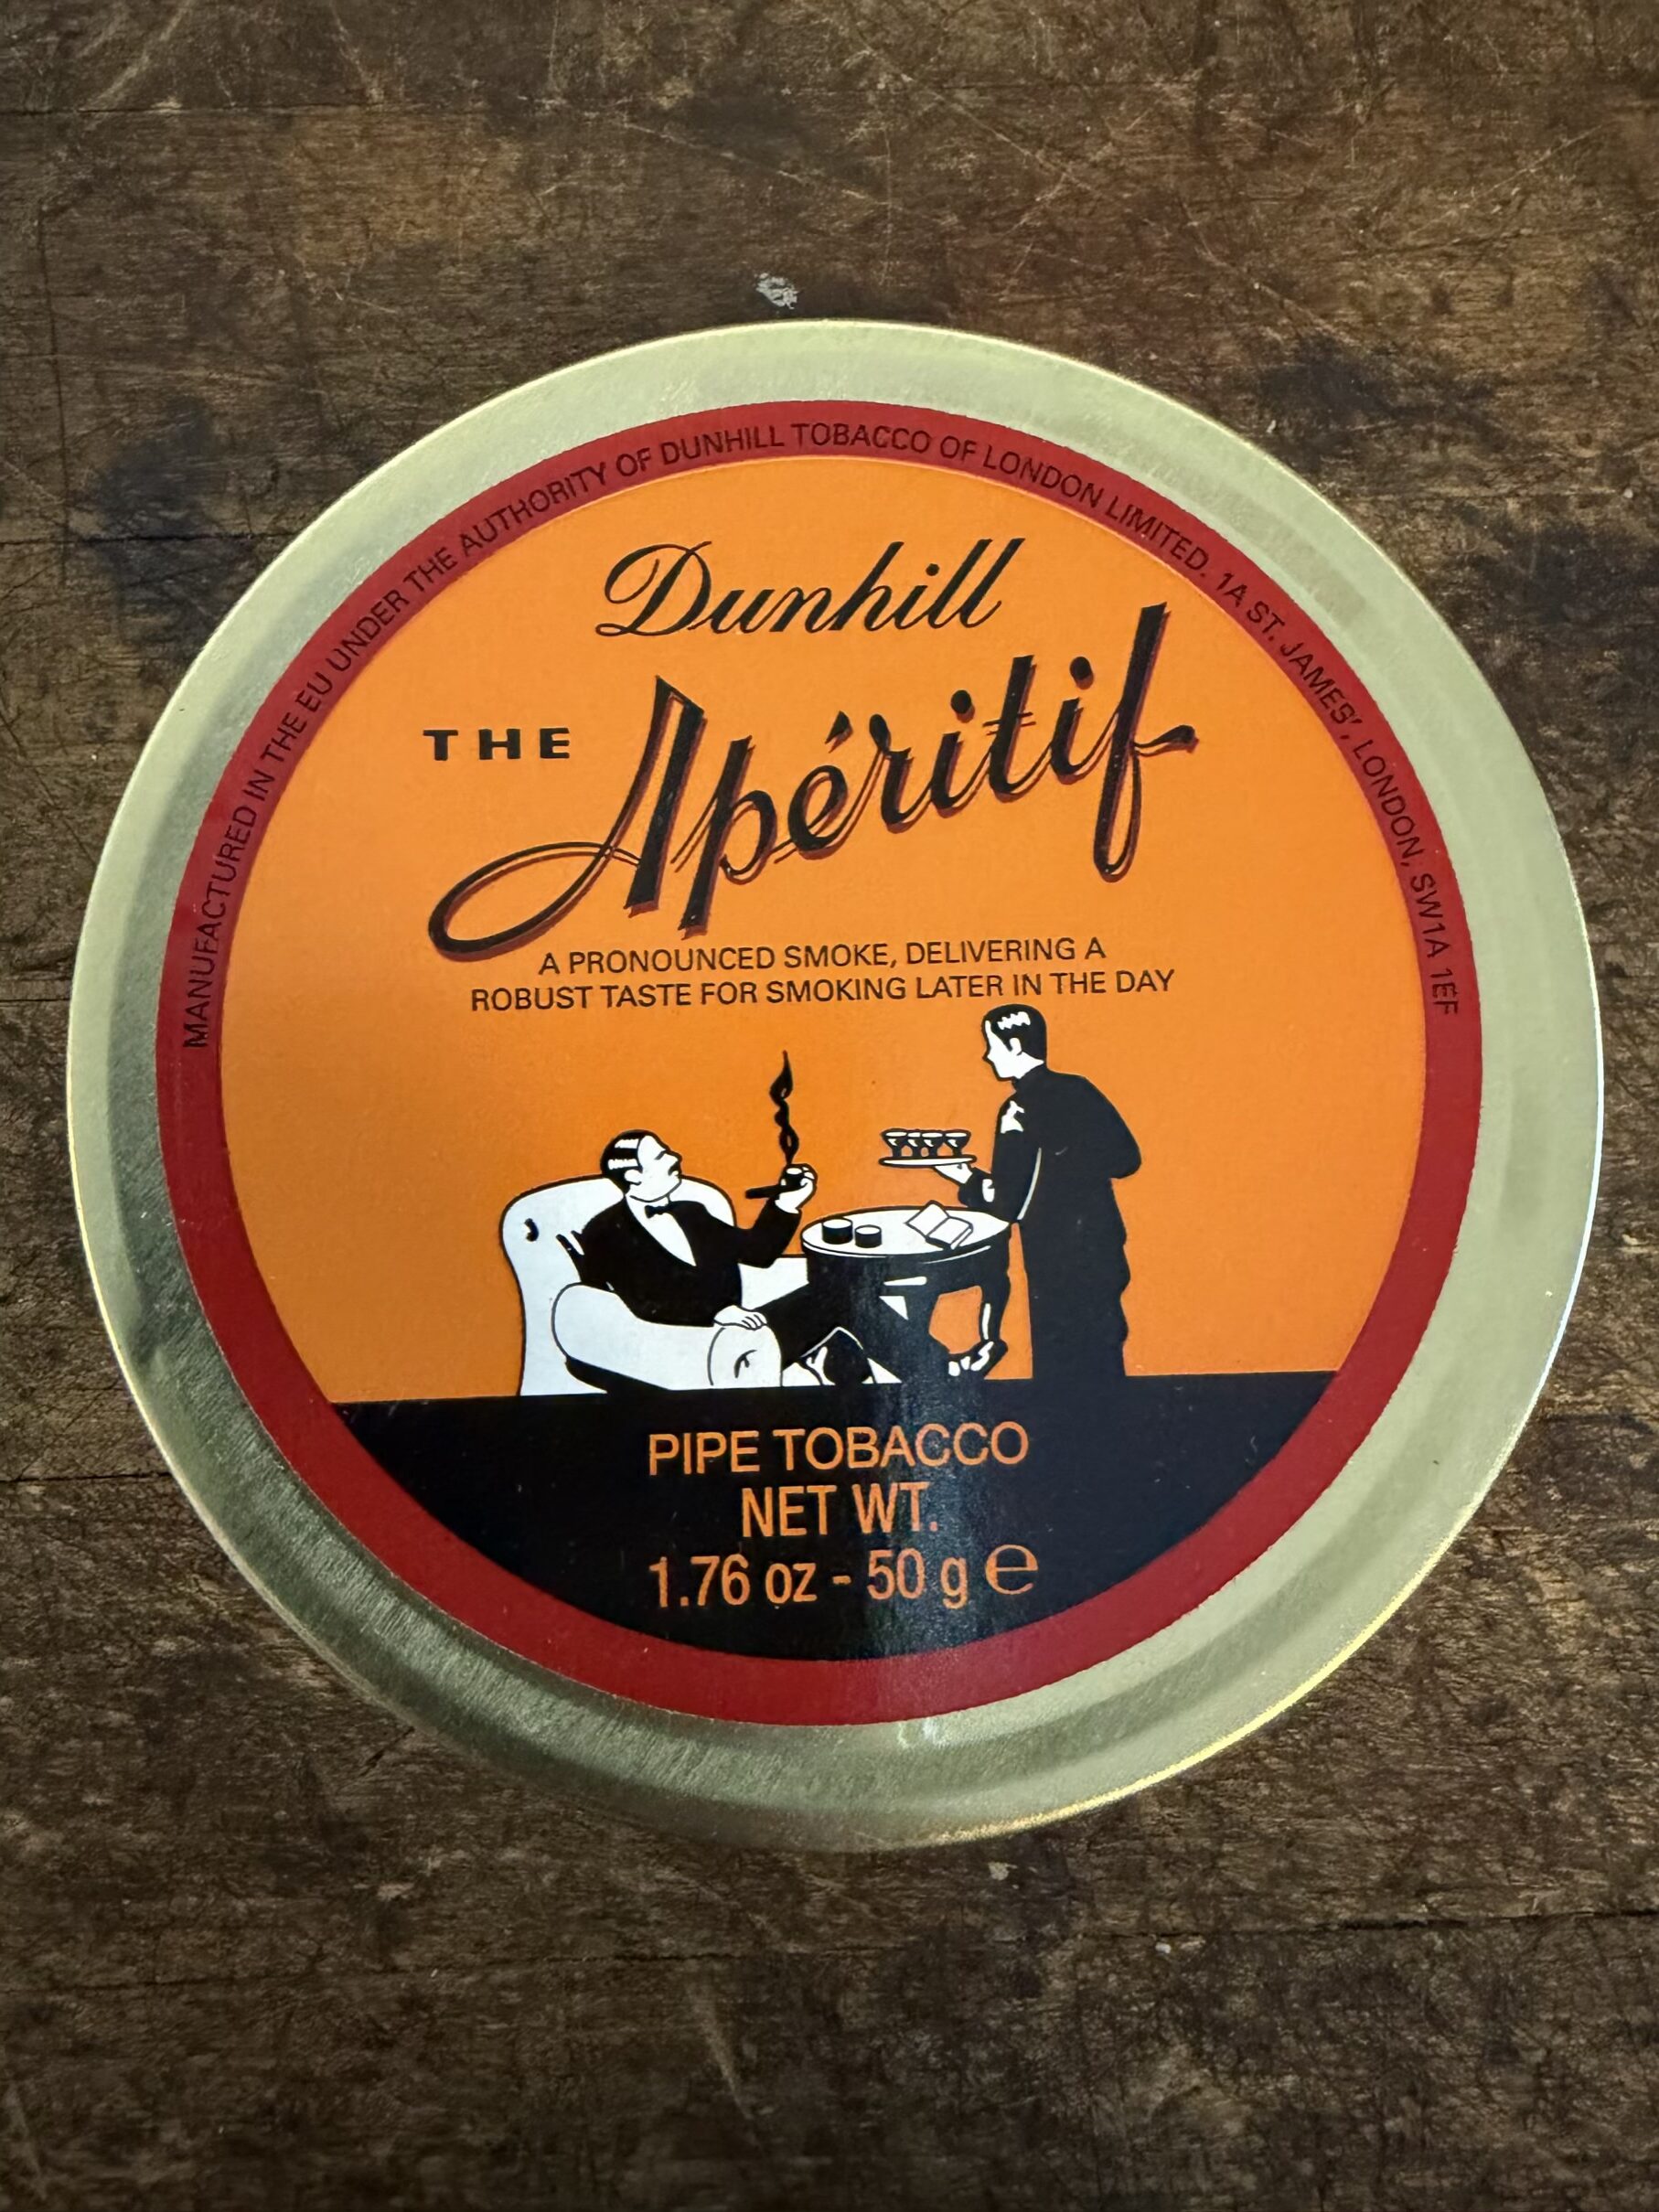 MANUFACTURED IN THE EU UNDER THE AUTHORITY OF DUNHILL TOBACCO OF LONDON LIMITED. 1A ST. JAMES', LONDON, SW1A 1EF
Dunhill
THE Apéritif
A PRONOUNCED SMOKE, DELIVERING A
ROBUST TASTE FOR SMOKING LATER IN THE DAY
PIPE TOBACCO
NET WT.
1.76 oz - 50 g ℮